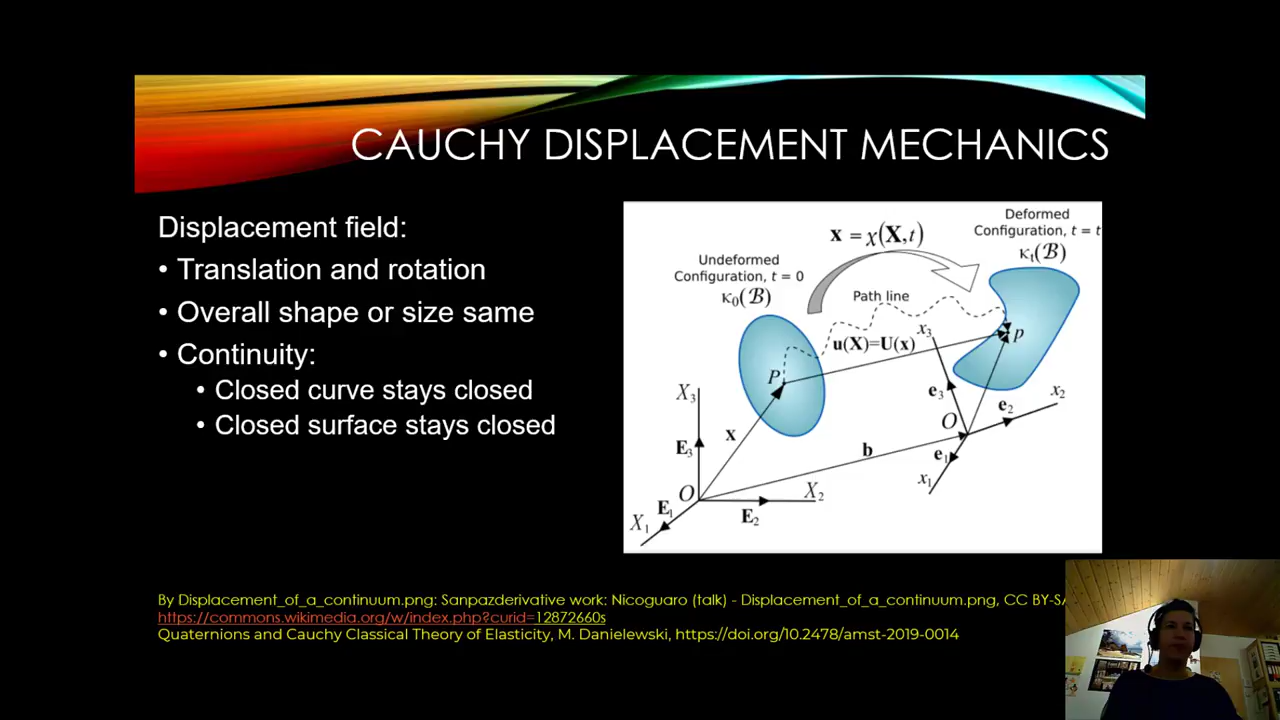 CAUCHY DISPLACEMENT MECHANICS
Displacement field:
• Translation and rotation
• Overall shape or size same
• Continuity:
• Closed curve stays closed
• Closed surface stays closed
Deformed
Configuration, t = t
κt(ℬ)
x = χ(X,t)
Undeformed
Configuration, t = 0
κ0(ℬ)
Path line
u(X)=U(x)
x3
p
P
X3
e3
e2
x2
x
O
E3
b
e1
x1
O
X2
E1
E2
X1
By Displacement_of_a_continuum.png: Sanpazderivative work: Nicoguaro (talk) - Displacement_of_a_continuum.png, CC BY-SA
https://commons.wikimedia.org/w/index.php?curid=12872660s
Quaternions and Cauchy Classical Theory of Elasticity, M. Danielewski, https://doi.org/10.2478/amst-2019-0014